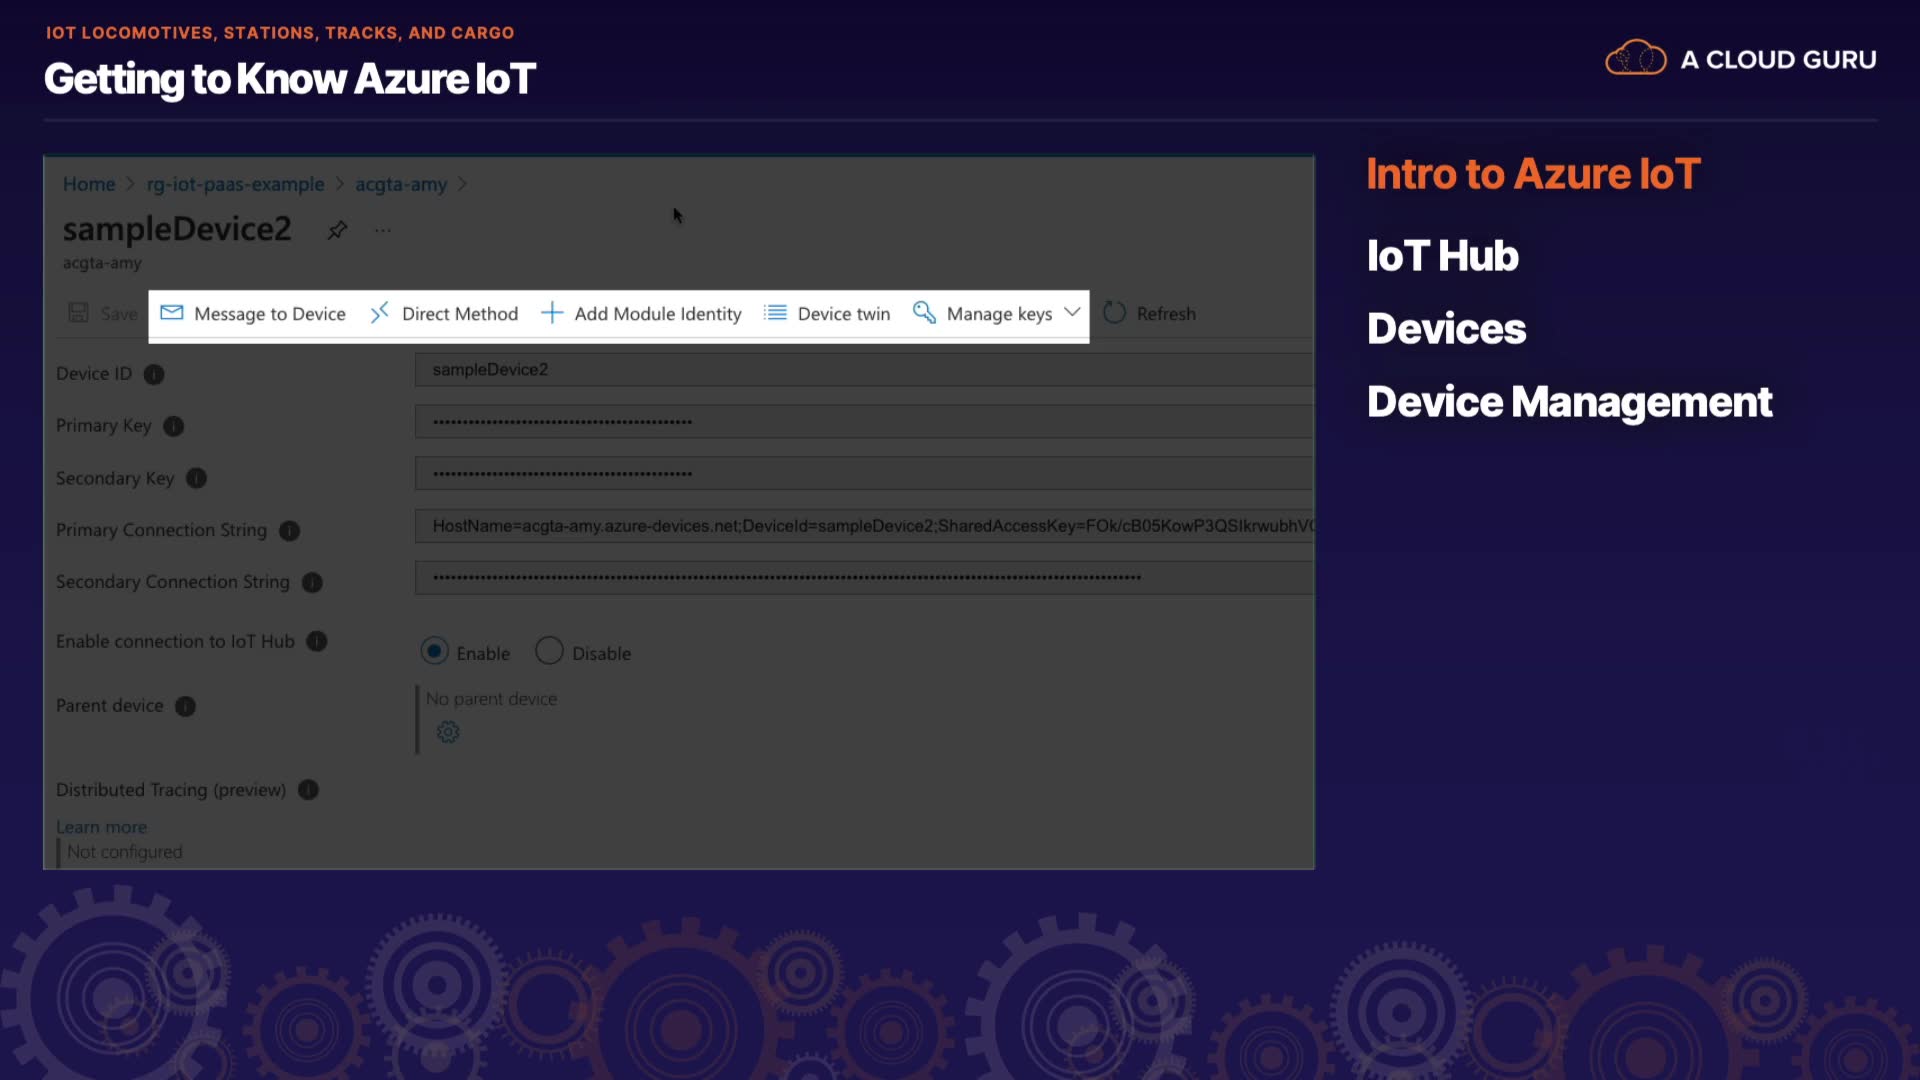 IOT LOCOMOTIVES, STATIONS, TRACKS, AND CARGO
Getting to Know Azure IoT
A CLOUD GURU
Home > rg-iot-paas-example > acgta-amy >
sampleDevice2 ...
acgta-amy
Save Message to Device Direct Method Add Module Identity Device twin Manage keys Refresh
Device ID sampleDevice2
Primary Key
Secondary Key
Primary Connection String HostName=acgta-amy.azure-devices.net;DeviceId=sampleDevice2;SharedAccessKey=
Secondary Connection String
Enable connection to IoT Hub Enable Disable
Parent device No parent device
Distributed Tracing (preview)
Learn more
Not configured
Intro to Azure IoT
IoT Hub
Devices
Device Management